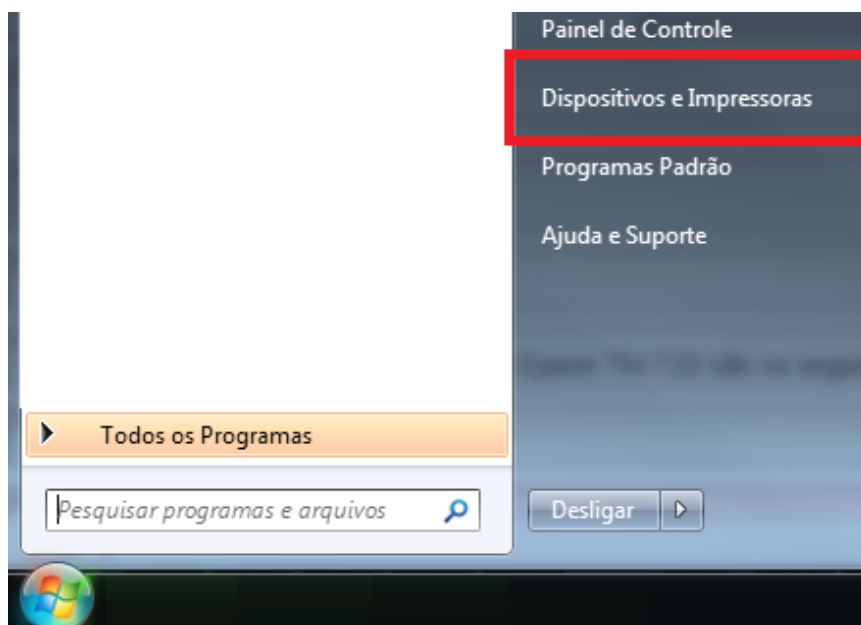 Painel de Controle
Dispositivos e Impressoras
Programas Padrão
Ajuda e Suporte
Todos os Programas
Pesquisar programas e arquivos
Desligar